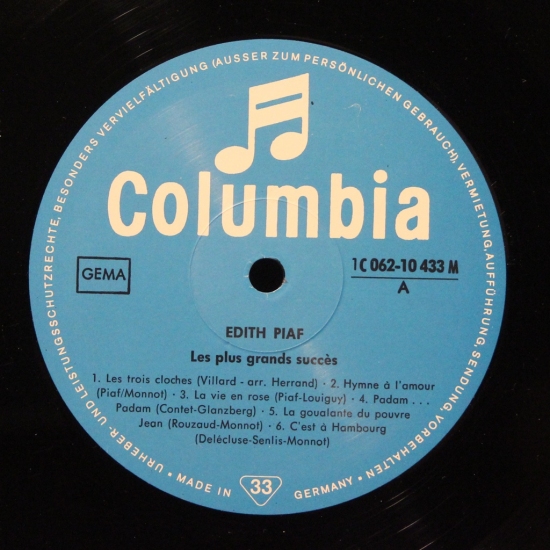 URHEBER- UND LEISTUNGSSCHUTZRECHTE, BESONDERS VERVIELFÄLTIGUNG (AUSSER ZUM PERSÖNLICHEN GEBRAUCH), VERMIETUNG, AUFFÜHRUNG, SENDUNG, VORBEHALTEN •
Columbia
GEMA
1C 062-10 433 M
A
EDITH PIAF
Les plus grands succès
1. Les trois cloches (Villard - arr. Herrand) · 2. Hymne à l'amour
(Piaf/Monnot) · 3. La vie en rose (Piaf-Louiguy) · 4. Padam . . .
Padam (Contet-Glanzberg) · 5. La goualante du pouvre
Jean (Rouzaud-Monnot) · 6. C'est à Hambourg
(Delécluse-Senlis-Monnot)
• MADE IN
33
GERMANY •